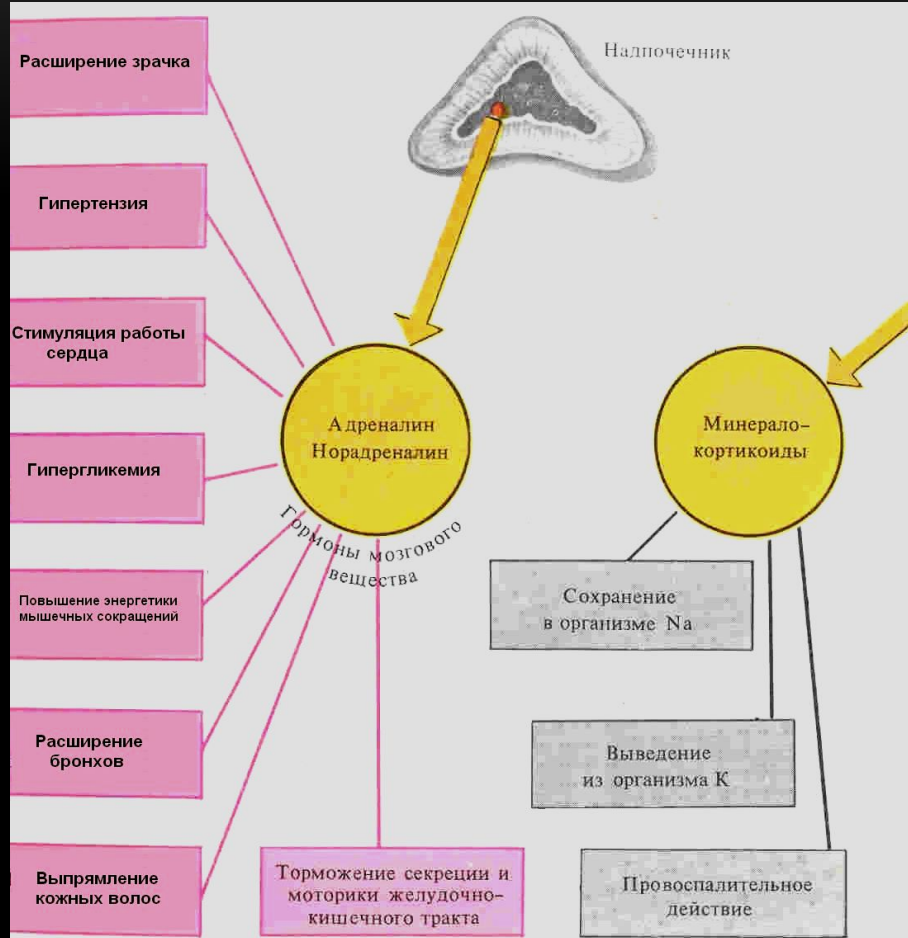 Расширение зрачка
Надпочечник
Гипертензия
Стимуляция работы
сердца
Адреналин
Норадреналин
Минерало-
кортикоиды
Гипергликемия
Гормоны мозгового
вещества
Повышение энергетики
мышечных сокращений
Сохранение
в организме Na
Расширение
бронхов
Выведение
из организма K
Выпрямление
кожных волос
Торможение секреции и
моторики желудочно-
кишечного тракта
Провоспалительное
действие